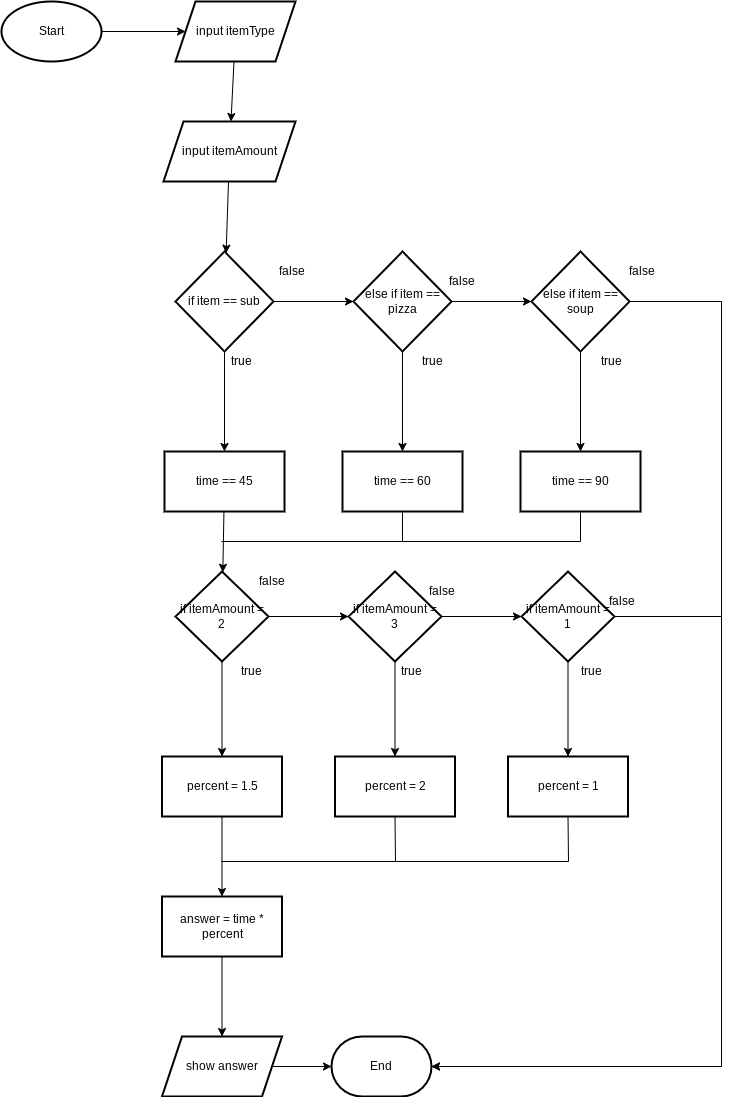 Start
input itemType
input itemAmount
false
false
false
if item == sub
else if item ==
pizza
else if item ==
soup
true
true
true
time == 45
time == 60
time == 90
false
false
false
if itemAmount =
2
if itemAmount =
3
if itemAmount =
1
true
true
true
percent = 1.5
percent = 2
percent = 1
answer = time *
percent
show answer
End